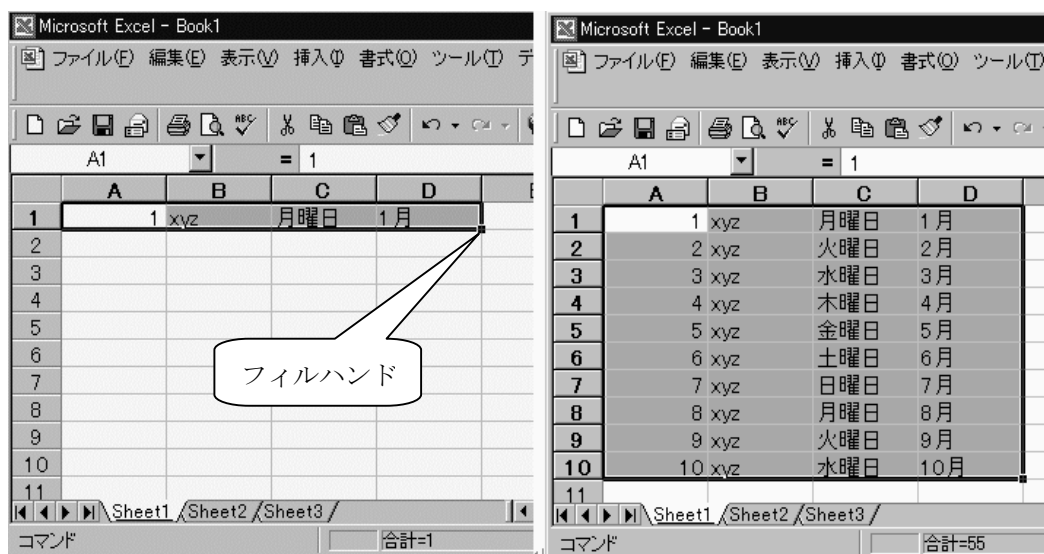 Microsoft Excel - Book1
ファイル(F) 編集(E) 表示(V) 挿入(I) 書式(O) ツール(T) デ
A1 = 1
A B C D
1 1 xyz 月曜日 1月
2
3
4
5
6
7
8
9
10
11
フィルハンド
Sheet1 Sheet2 Sheet3
コマンド 合計=1
Microsoft Excel - Book1
ファイル(F) 編集(E) 表示(V) 挿入(I) 書式(O) ツール(T)
A1 = 1
A B C D
1 1 xyz 月曜日 1月
2 2 xyz 火曜日 2月
3 3 xyz 水曜日 3月
4 4 xyz 木曜日 4月
5 5 xyz 金曜日 5月
6 6 xyz 土曜日 6月
7 7 xyz 日曜日 7月
8 8 xyz 月曜日 8月
9 9 xyz 火曜日 9月
10 10 xyz 水曜日 10月
11
Sheet1 Sheet2 Sheet3
コマンド 合計=55